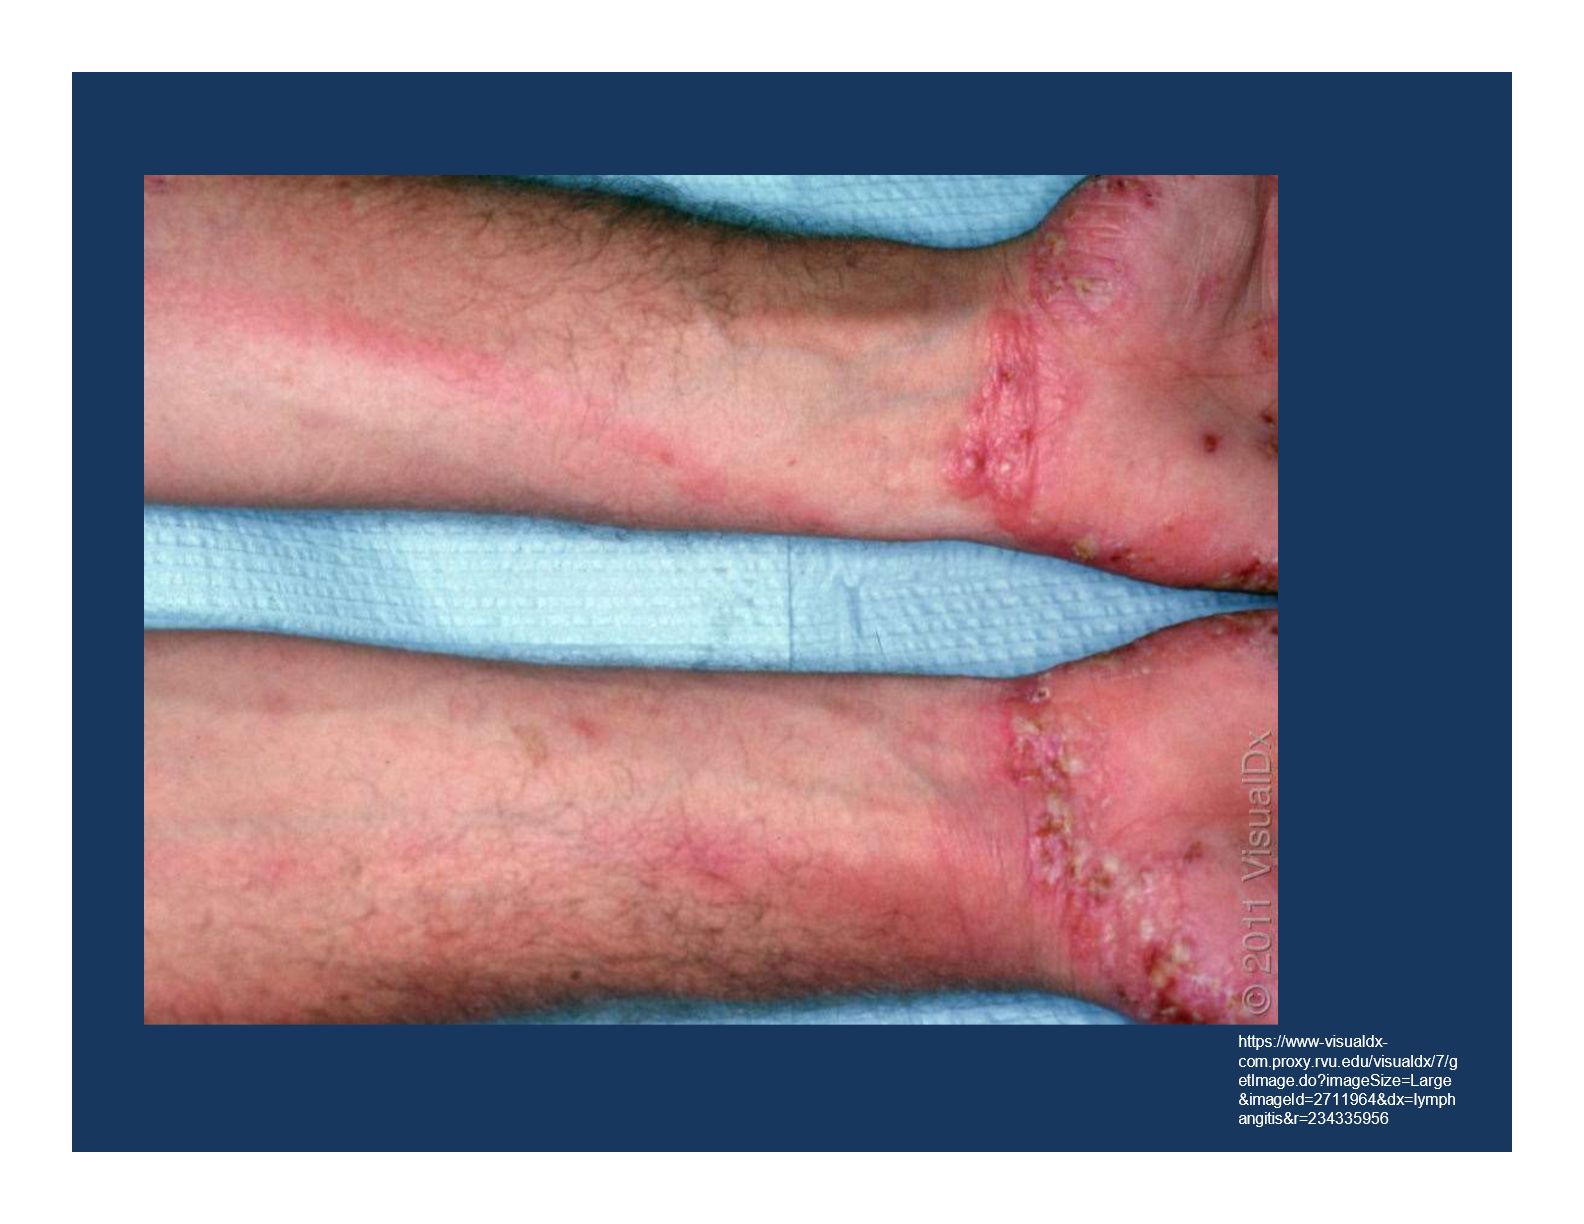 © 2011 VisualDx
https://www-visualdx-
com.proxy.rvu.edu/visualdx/7/g
etImage.do?imageSize=Large
&imageId=2711964&dx=lymph
angitis&r=234335956